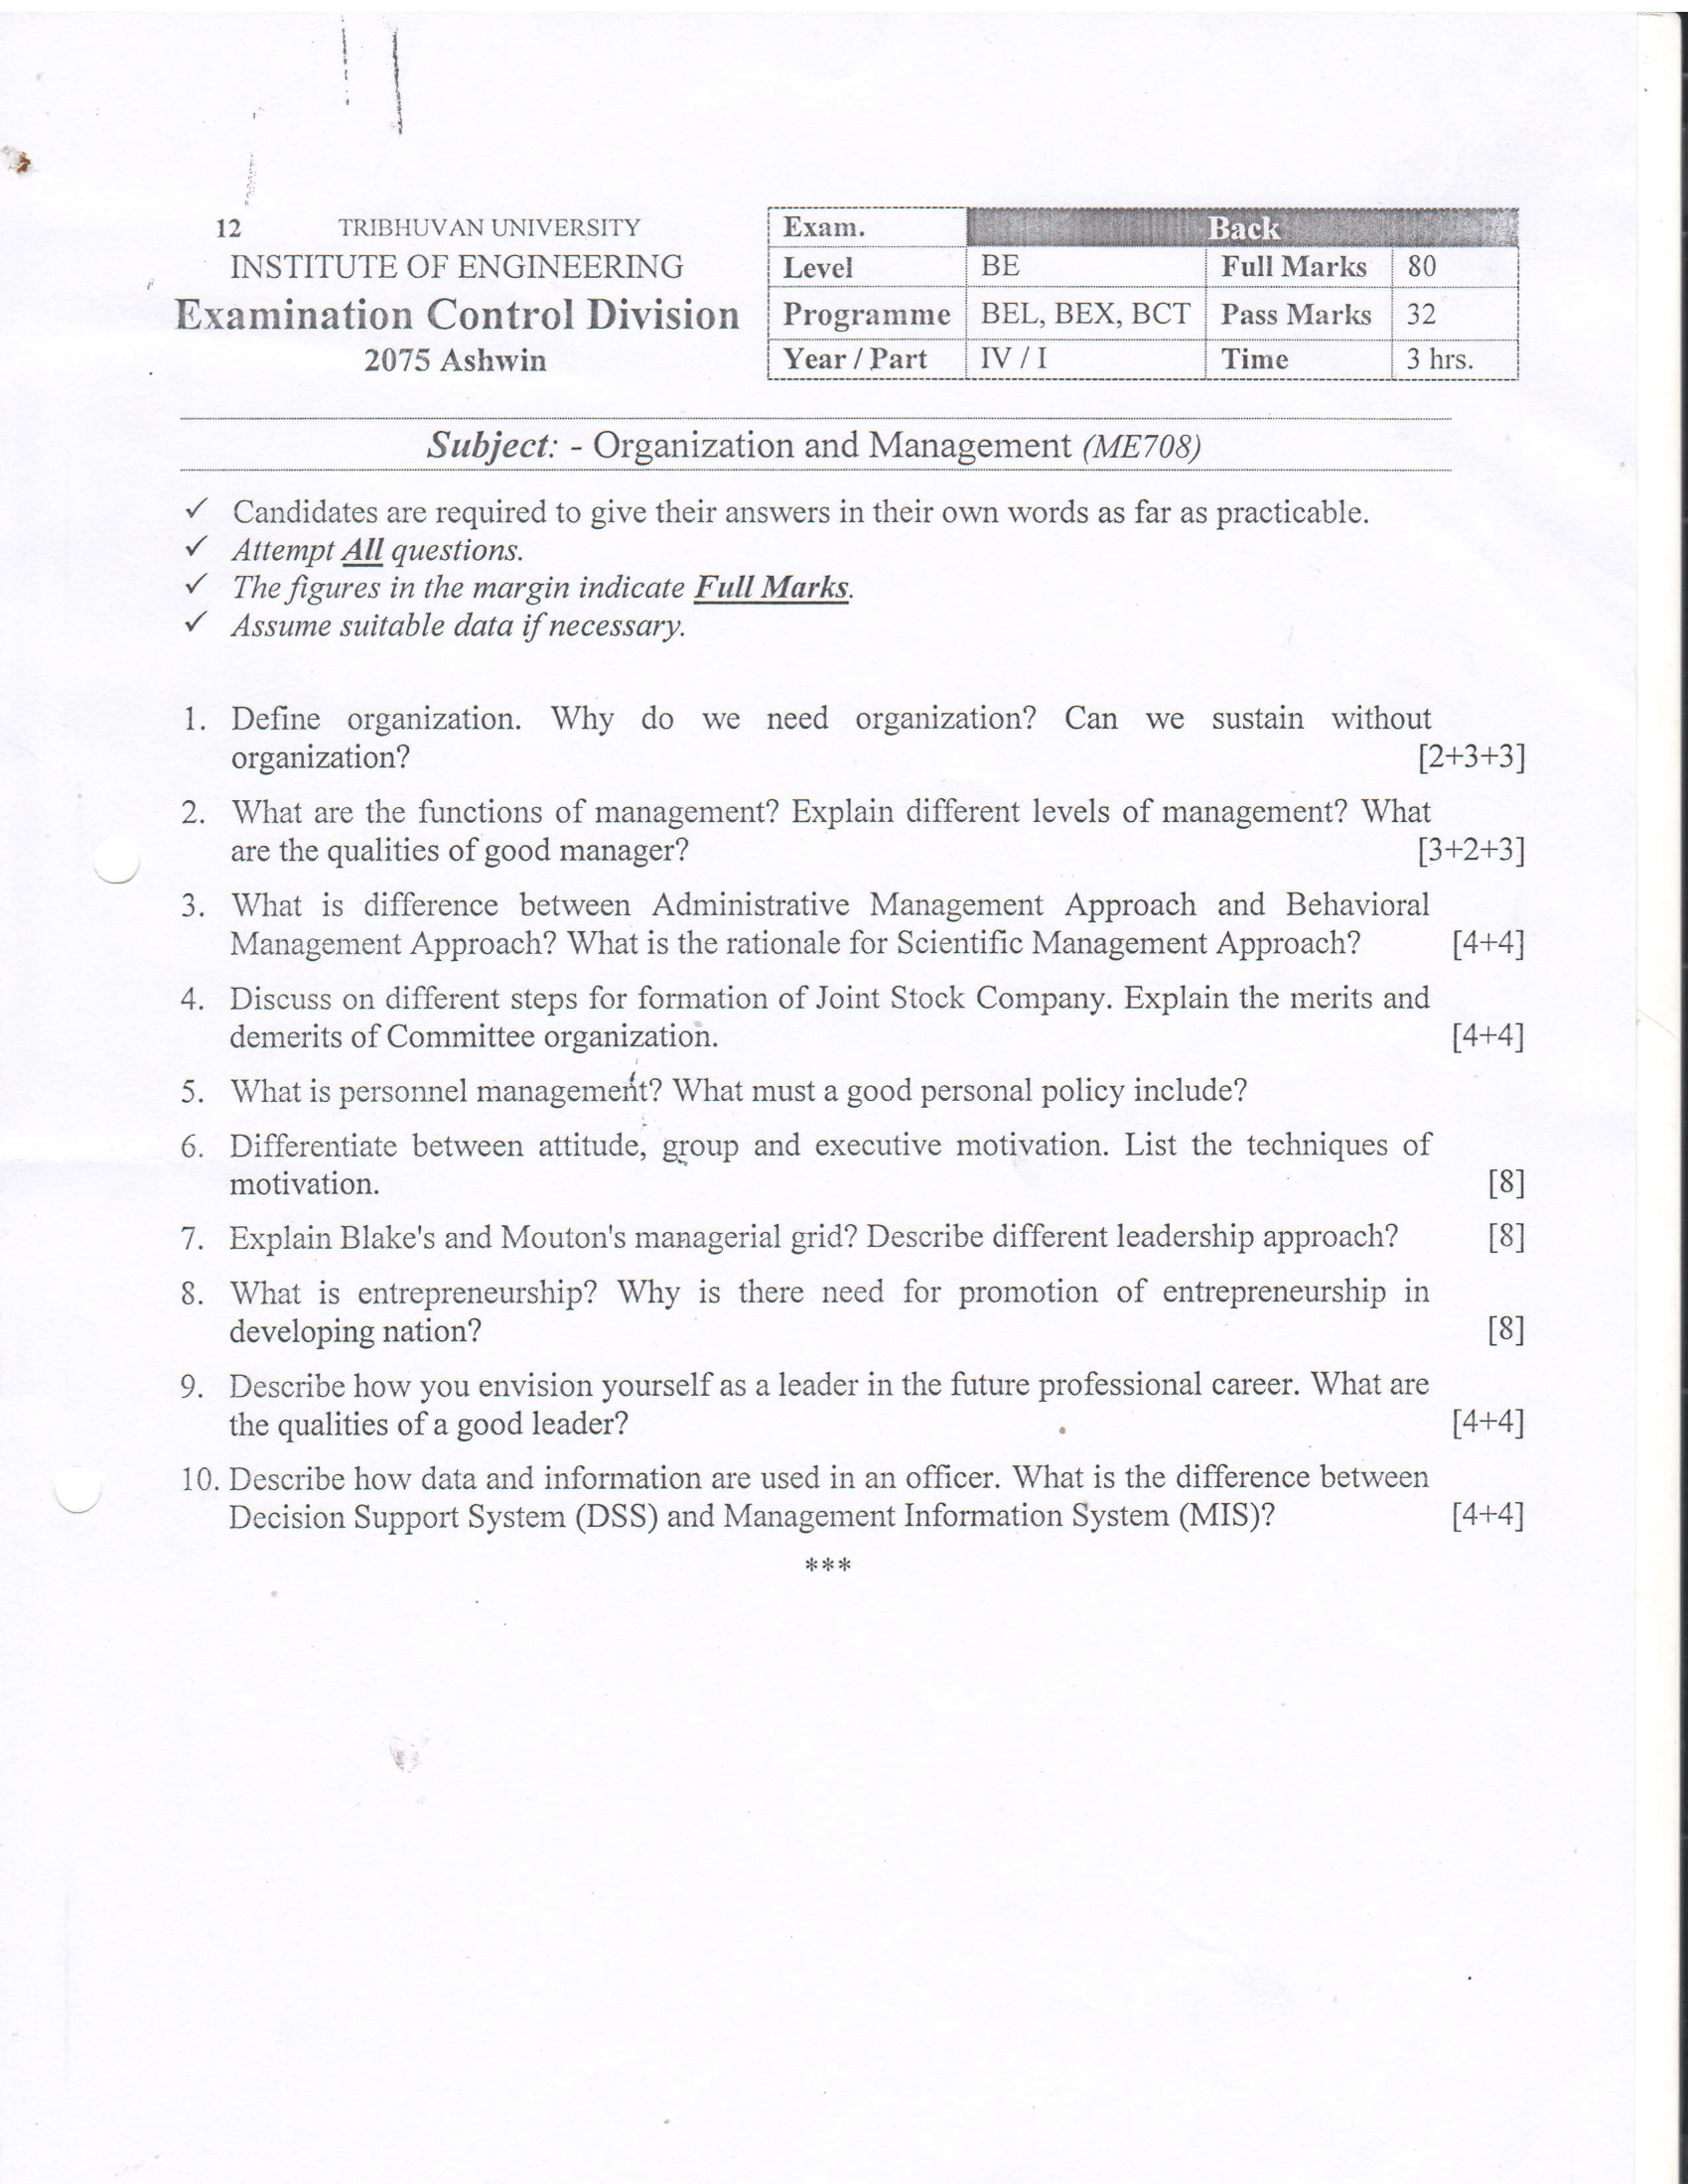 12 TRIBHUVAN UNIVERSITY
INSTITUTE OF ENGINEERING
Examination Control Division
2075 Ashwin
Exam. Back
Level BE Full Marks 80
Programme BEL, BEX, BCT Pass Marks 32
Year / Part IV / I Time 3 hrs.
Subject: - Organization and Management (ME708)
✓ Candidates are required to give their answers in their own words as far as practicable.
✓ Attempt All questions.
✓ The figures in the margin indicate Full Marks.
✓ Assume suitable data if necessary.
1. Define organization. Why do we need organization? Can we sustain without
organization? [2+3+3]
2. What are the functions of management? Explain different levels of management? What
are the qualities of good manager? [3+2+3]
3. What is difference between Administrative Management Approach and Behavioral
Management Approach? What is the rationale for Scientific Management Approach? [4+4]
4. Discuss on different steps for formation of Joint Stock Company. Explain the merits and
demerits of Committee organization. [4+4]
5. What is personnel management? What must a good personal policy include?
6. Differentiate between attitude, group and executive motivation. List the techniques of
motivation. [8]
7. Explain Blake's and Mouton's managerial grid? Describe different leadership approach? [8]
8. What is entrepreneurship? Why is there need for promotion of entrepreneurship in
developing nation? [8]
9. Describe how you envision yourself as a leader in the future professional career. What are
the qualities of a good leader? [4+4]
10. Describe how data and information are used in an officer. What is the difference between
Decision Support System (DSS) and Management Information System (MIS)? [4+4]
***